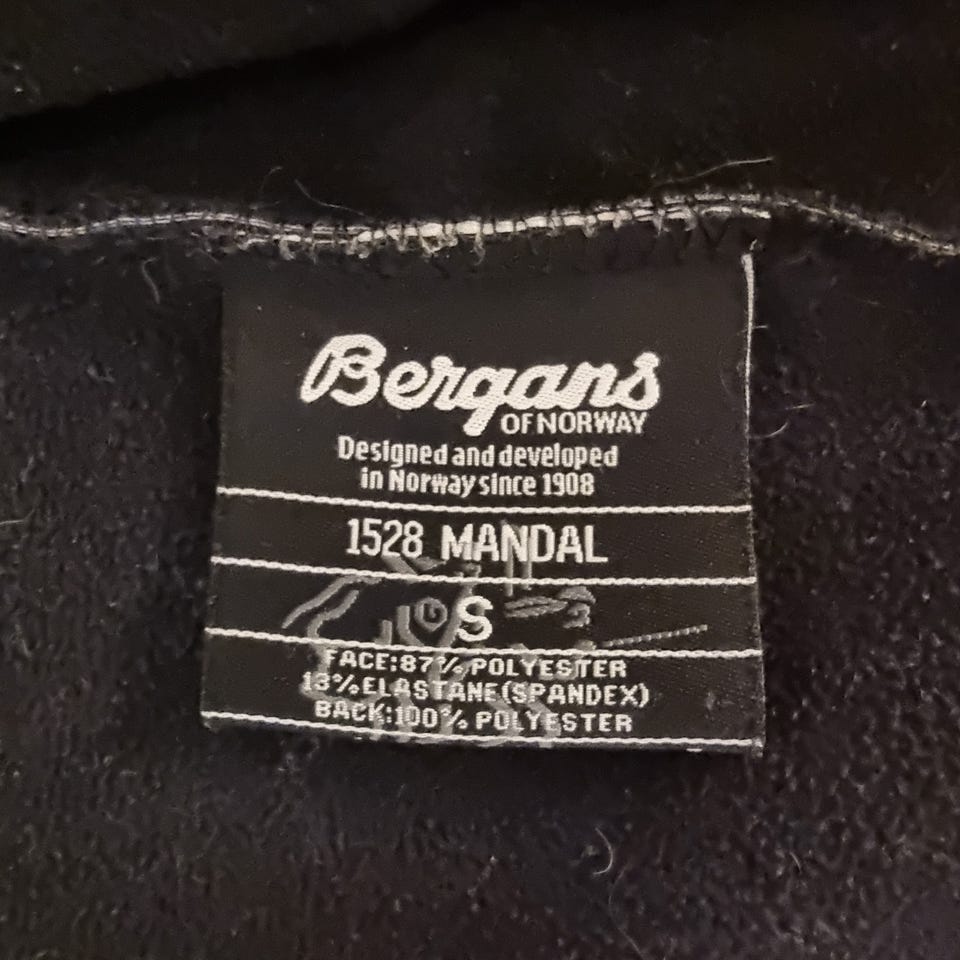 Bergans
OF NORWAY
Designed and developed
in Norway since 1908
1528 MANDAL
S
FACE:87% POLYESTER
13% ELASTANE(SPANDEX)
BACK:100% POLYESTER